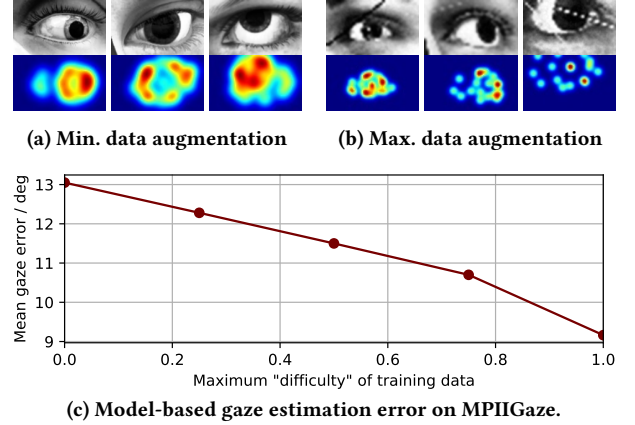 (a) Min. data augmentation
(b) Max. data augmentation
13
12
11
10
9
Mean gaze error / deg
0.0 0.2 0.4 0.6 0.8 1.0
Maximum "difficulty" of training data
(c) Model-based gaze estimation error on MPIIGaze.